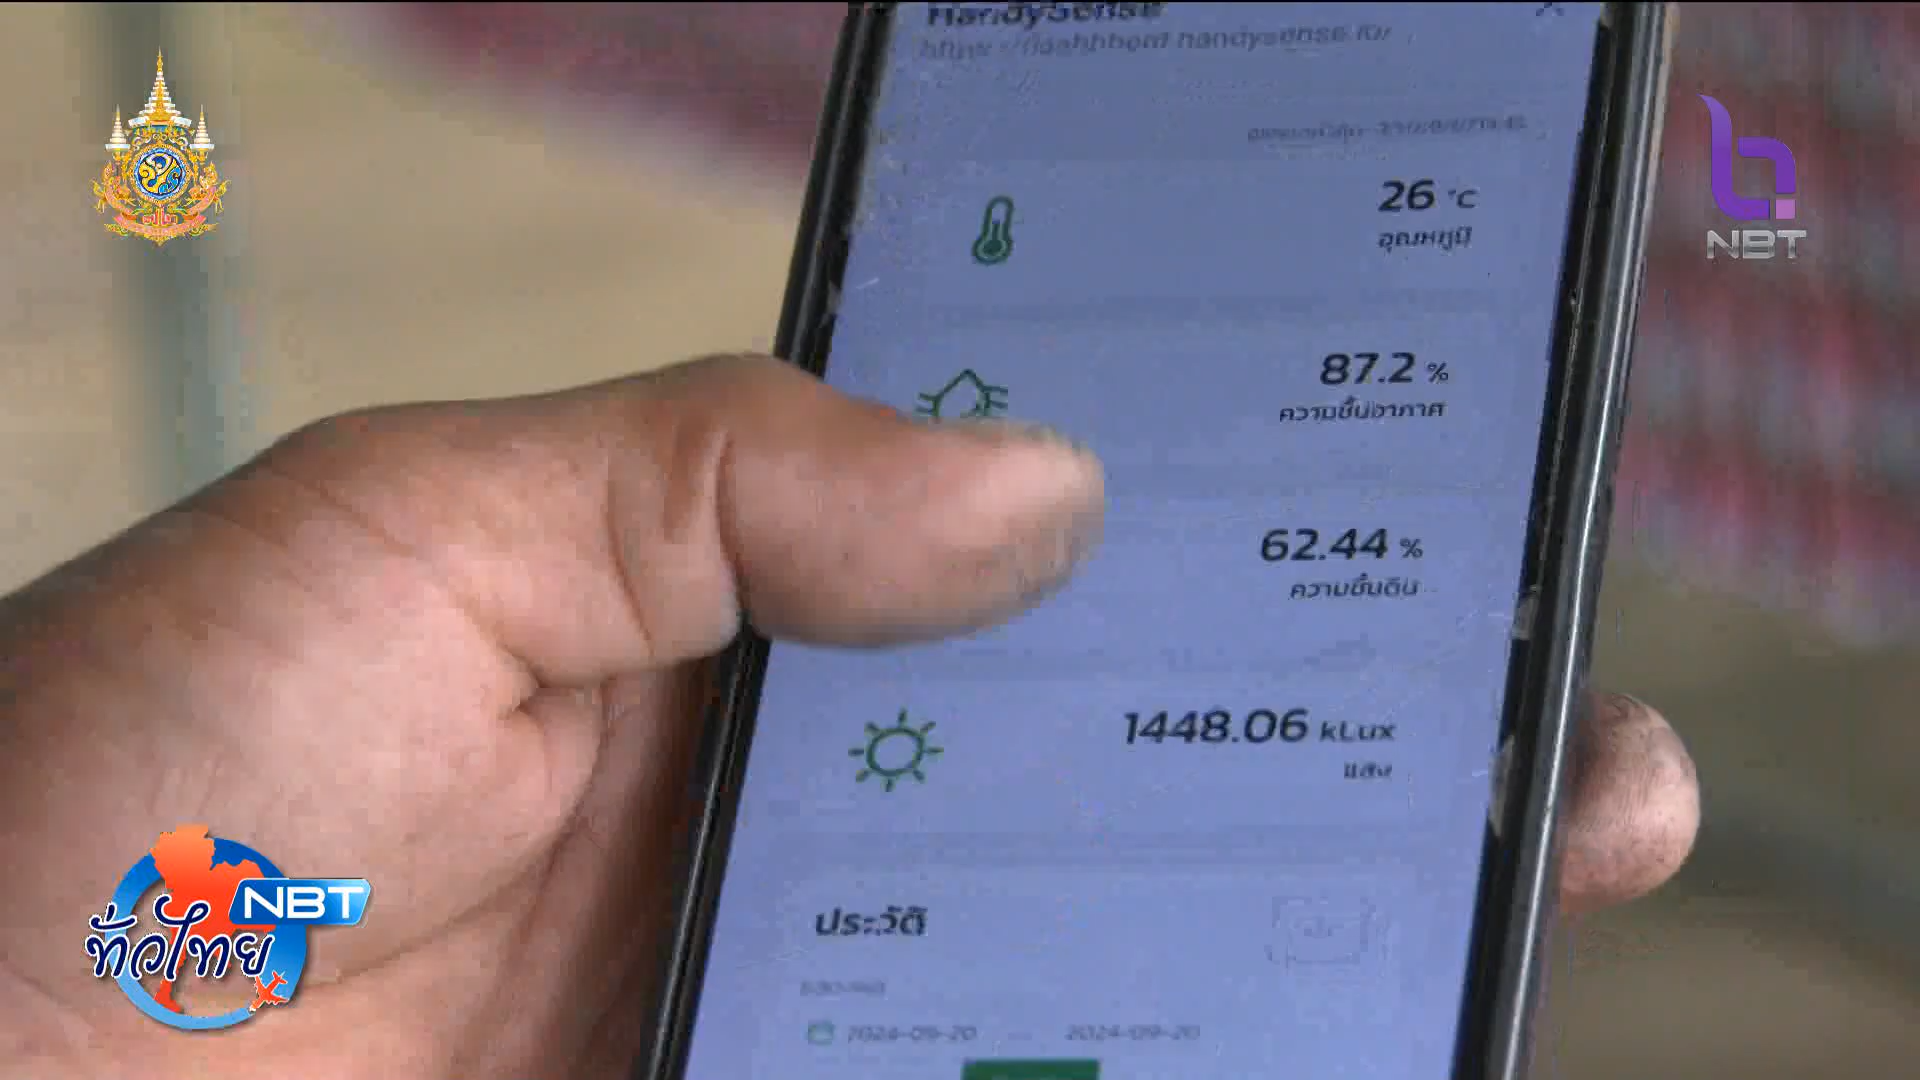 HandySense
NBT
26 °C
อุณหภูมิ
87.2 %
ความชื้นอากาศ
62.44 %
ความชื้นดิน
1448.06 kLux
แสง
ประวัติ
NBT
ทั่วไทย
2024-09-20
2024-09-20